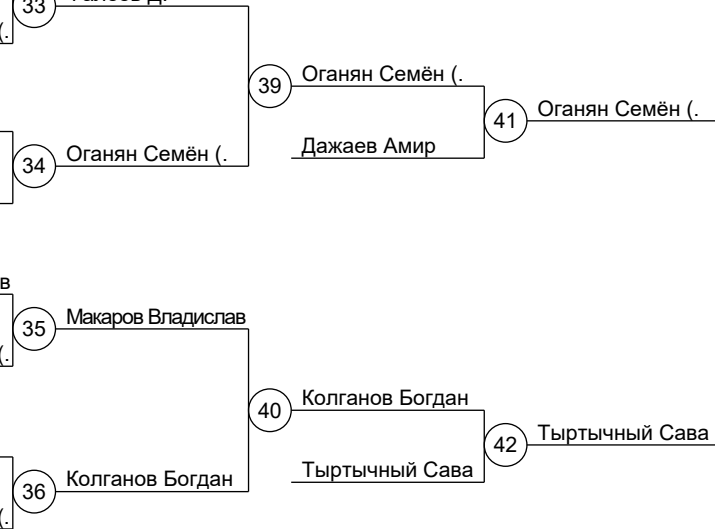 33
(.
39
Оганян Семён (.
41
Оганян Семён (.
34
Оганян Семён (.
Дажаев Амир
в
35
Макаров Владислав
(.
40
Колганов Богдан
42
Тыртычный Сава
36
Колганов Богдан
Тыртычный Сава
(.